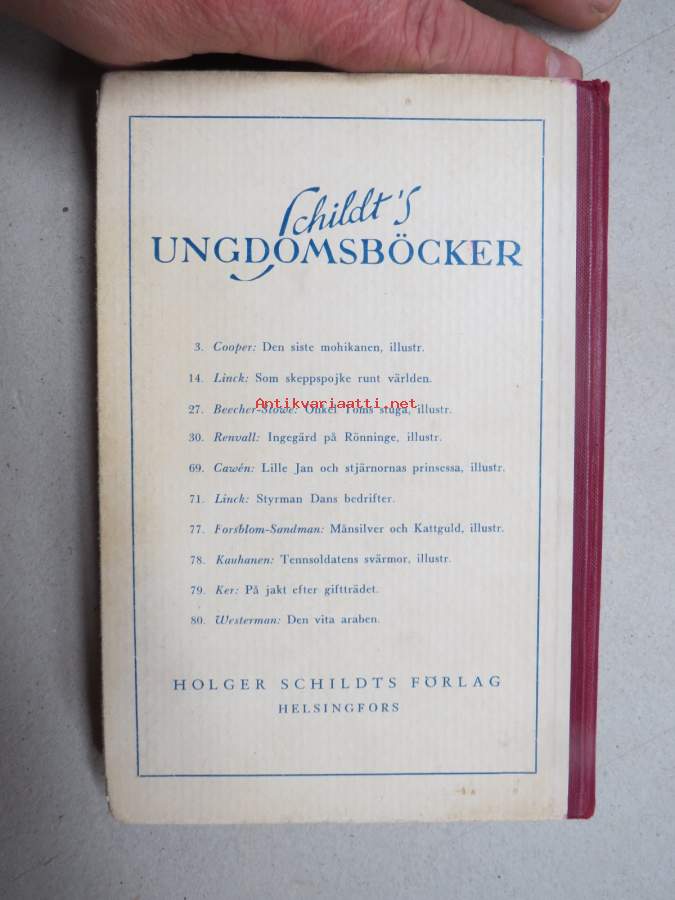 Schildt's
UNGDOMSBÖCKER
3. Cooper: Den siste mohikanen, illustr.
14. Linck: Som skeppspojke runt världen.
Antikvariaatti.net
27. Beecher-Stowe: Onkel Toms stuga, illustr.
30. Renvall: Ingegärd på Rönninge, illustr.
69. Cawén: Lille Jan och stjärnornas prinsessa, illustr.
71. Linck: Styrman Dans bedrifter.
77. Forsblom-Sandman: Månsilver och Kattguld, illustr.
78. Kauhanen: Tennsoldatens svärmor, illustr.
79. Ker: På jakt efter giftträdet.
80. Westerman: Den vita araben.
HOLGER SCHILDTS FÖRLAG
HELSINGFORS